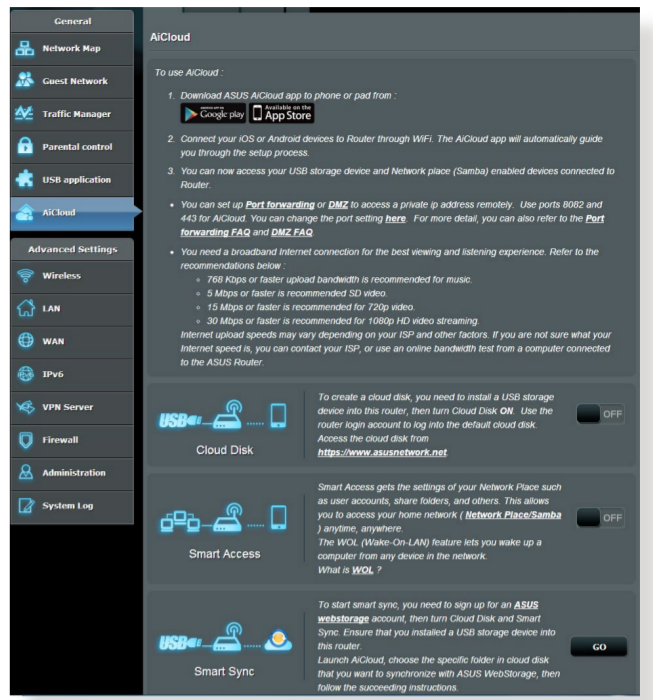 General
Network Map
Guest Network
Traffic Manager
Parental control
USB application
AiCloud
Advanced Settings
Wireless
LAN
WAN
IPv6
VPN Server
Firewall
Administration
System Log
AiCloud
To use AiCloud :
1. Download ASUS AiCloud app to phone or pad from :
ANDROID APP ON
Google play
Available on the
App Store
2. Connect your iOS or Android devices to Router through WiFi. The AiCloud app will automatically guide
you through the setup process.
3. You can now access your USB storage device and Network place (Samba) enabled devices connected to
Router.
• You can set up Port forwarding or DMZ to access a private ip address remotely. Use ports 8082 and
443 for AiCloud. You can change the port setting here. For more detail, you can also refer to the Port
forwarding FAQ and DMZ FAQ.
• You need a broadband Internet connection for the best viewing and listening experience. Refer to the
recommendations below :
768 Kbps or faster upload bandwidth is recommended for music.
5 Mbps or faster is recommended SD video.
15 Mbps or faster is recommended for 720p video.
30 Mbps or faster is recommended for 1080p HD video streaming.
Internet upload speeds may vary depending on your ISP and other factors. If you are not sure what your
Internet speed is, you can contact your ISP, or use an online bandwidth test from a computer connected
to the ASUS Router.
USB
Cloud Disk
To create a cloud disk, you need to install a USB storage
device into this router, then turn Cloud Disk ON. Use the
router login account to log into the default cloud disk.
Access the cloud disk from
https://www.asusnetwork.net.
OFF
Smart Access
Smart Access gets the settings of your Network Place such
as user accounts, share folders, and others. This allows
you to access your home network ( Network Place/Samba
) anytime, anywhere.
The WOL (Wake-On-LAN) feature lets you wake up a
computer from any device in the network.
What is WOL ?
OFF
USB
Smart Sync
To start smart sync, you need to sign up for an ASUS
webstorage account, then turn Cloud Disk and Smart
Sync. Ensure that you installed a USB storage device into
this router.
Launch AiCloud, choose the specific folder in cloud disk
that you want to synchronize with ASUS WebStorage, then
follow the succeeding instructions.
GO